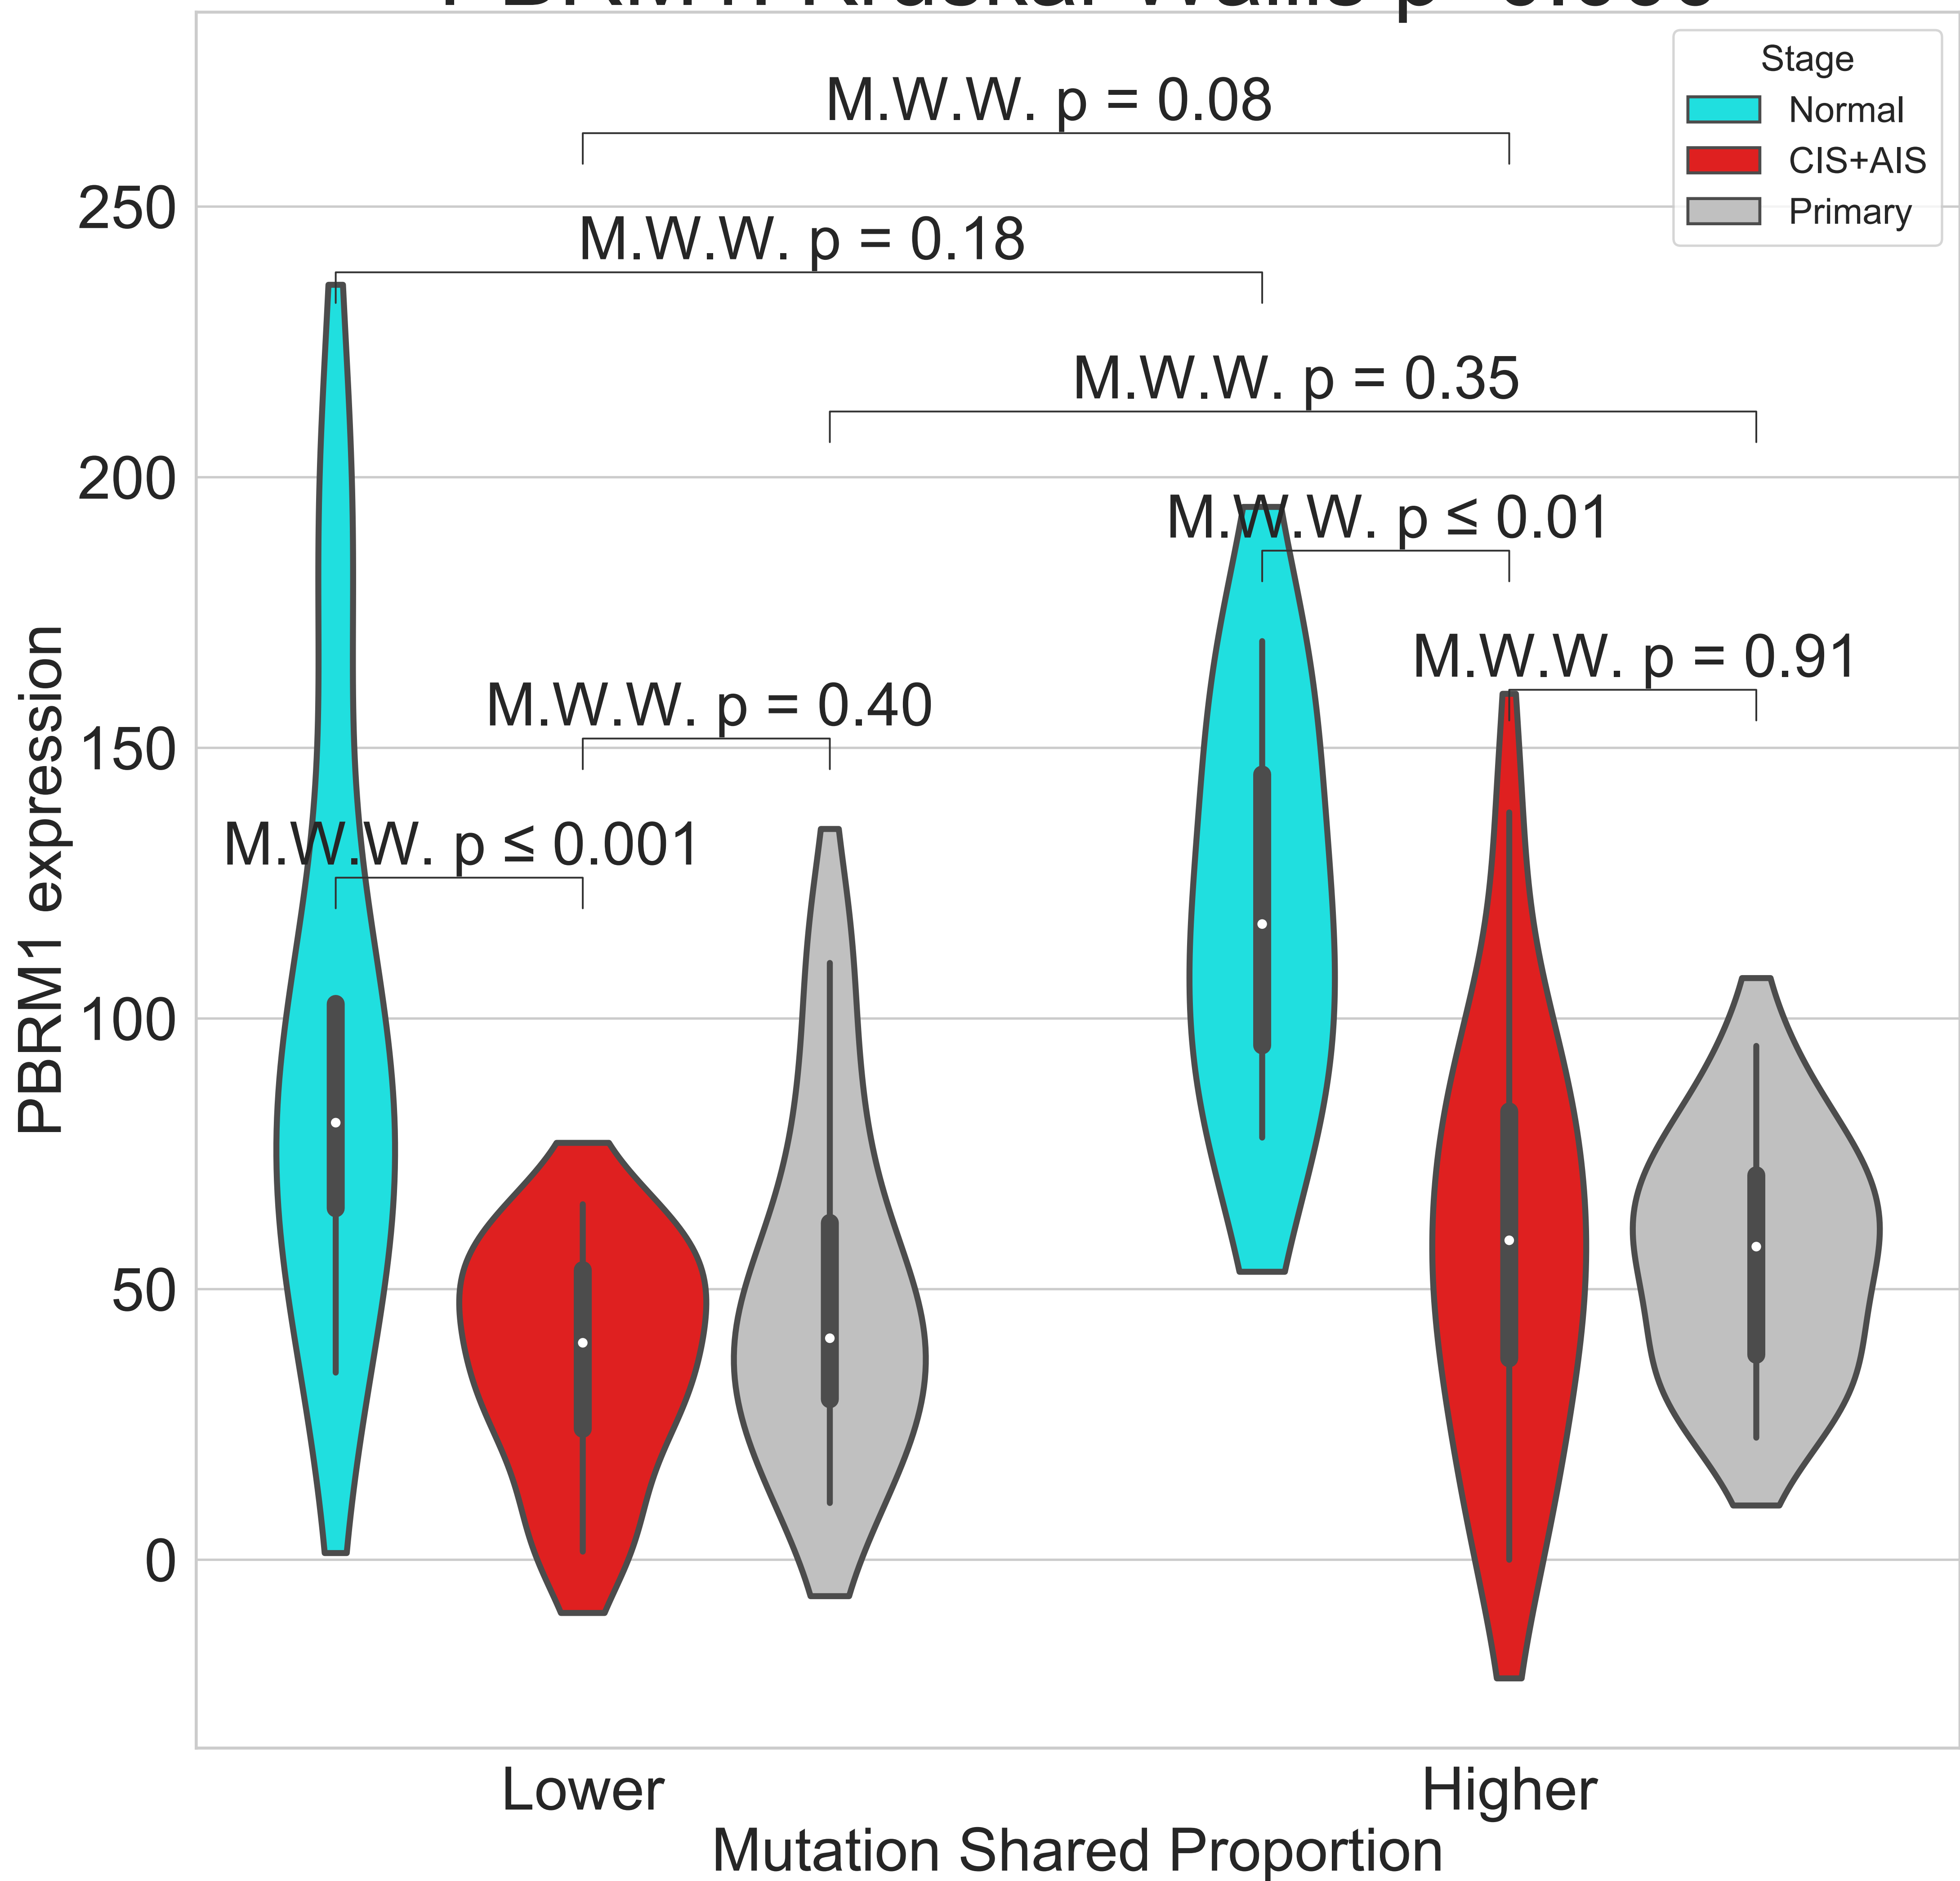 Stage
Normal
CIS+AIS
Primary
M.W.W. p = 0.08
M.W.W. p = 0.18
M.W.W. p = 0.35
M.W.W. p ≤ 0.01
M.W.W. p = 0.91
M.W.W. p = 0.40
M.W.W. p ≤ 0.001
250
200
150
100
50
0
PBRM1 expression
Lower
Higher
Mutation Shared Proportion